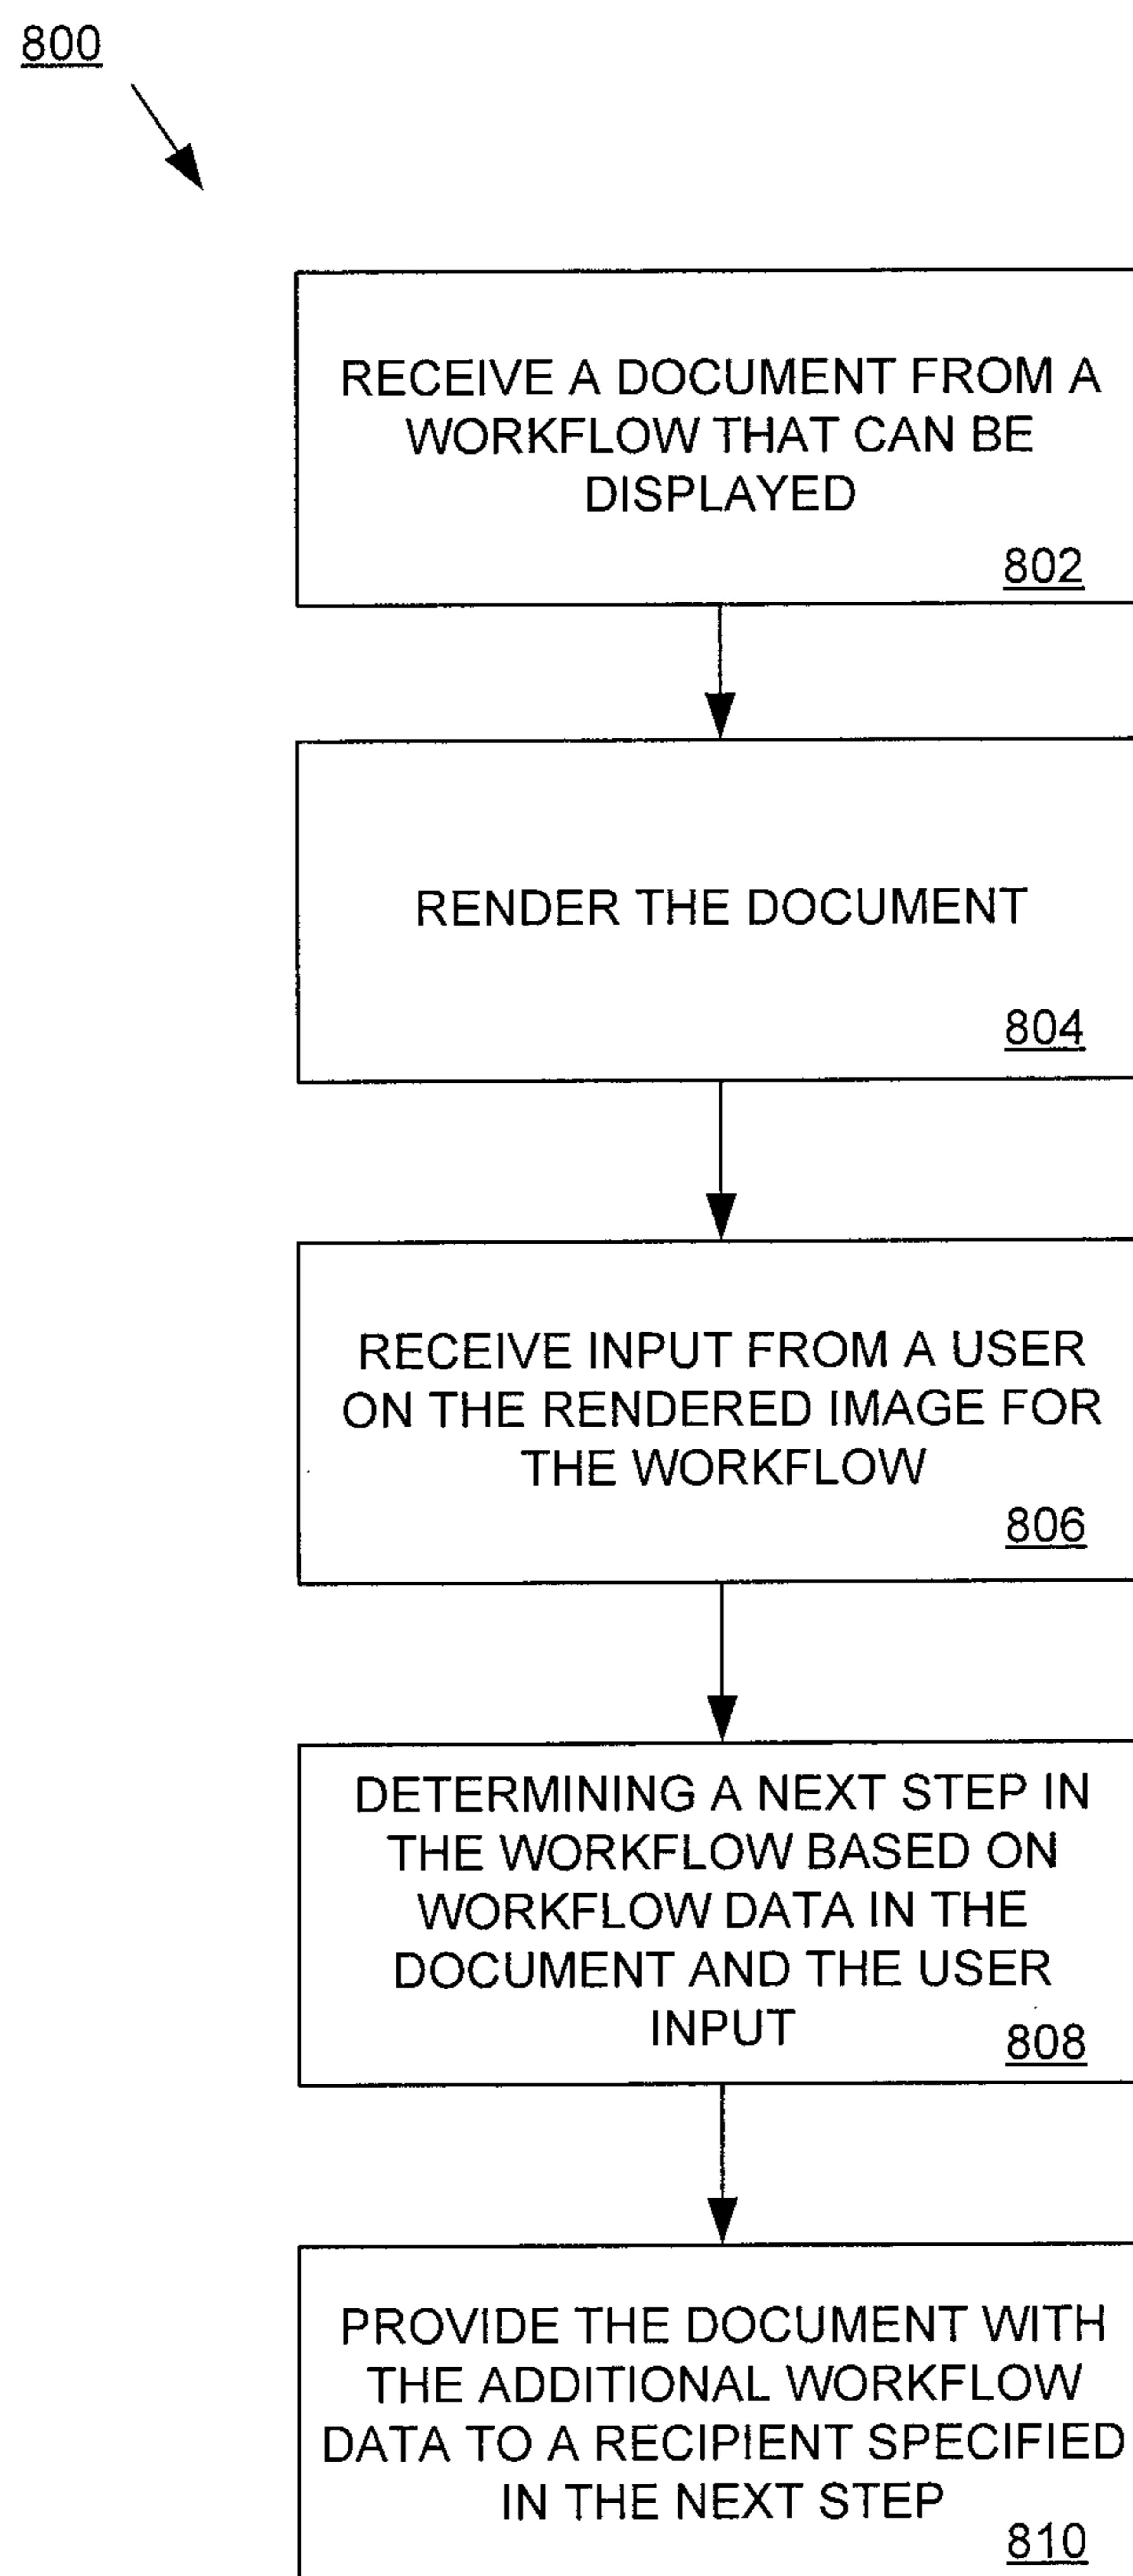 800
RECEIVE A DOCUMENT FROM A
WORKFLOW THAT CAN BE
DISPLAYED
802
RENDER THE DOCUMENT
804
RECEIVE INPUT FROM A USER
ON THE RENDERED IMAGE FOR
THE WORKFLOW
806
DETERMINING A NEXT STEP IN
THE WORKFLOW BASED ON
WORKFLOW DATA IN THE
DOCUMENT AND THE USER
INPUT
808
PROVIDE THE DOCUMENT WITH
THE ADDITIONAL WORKFLOW
DATA TO A RECIPIENT SPECIFIED
IN THE NEXT STEP
810